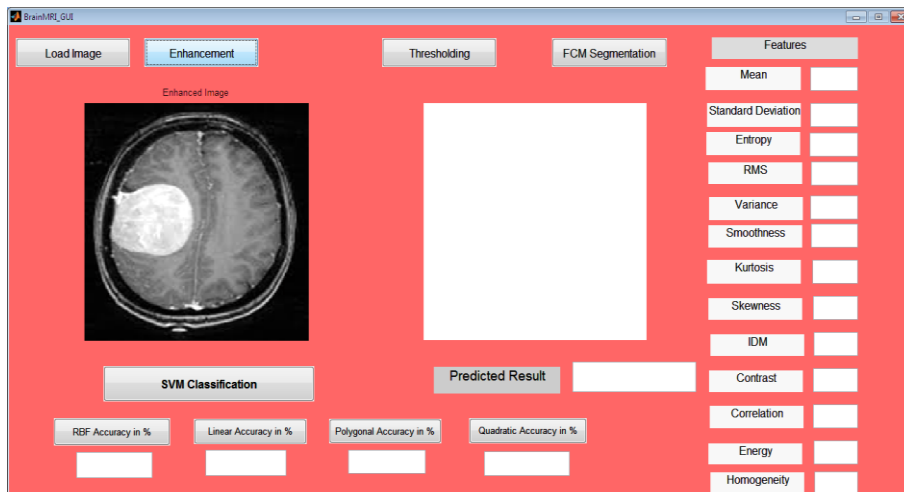 BrainMRI_GUI
Load Image
Enhancement
Thresholding
FCM Segmentation
Features
Mean
Enhanced Image
Standard Deviation
Entropy
RMS
Variance
Smoothness
Kurtosis
Skewness
IDM
SVM Classification
Predicted Result
Contrast
Correlation
RBF Accuracy in %
Linear Accuracy in %
Polygonal Accuracy in %
Quadratic Accuracy in %
Energy
Homogeneity